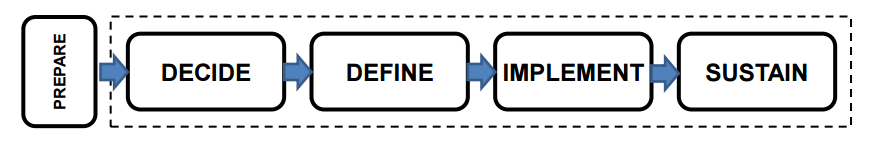 PREPARE
DECIDE
DEFINE
IMPLEMENT
SUSTAIN